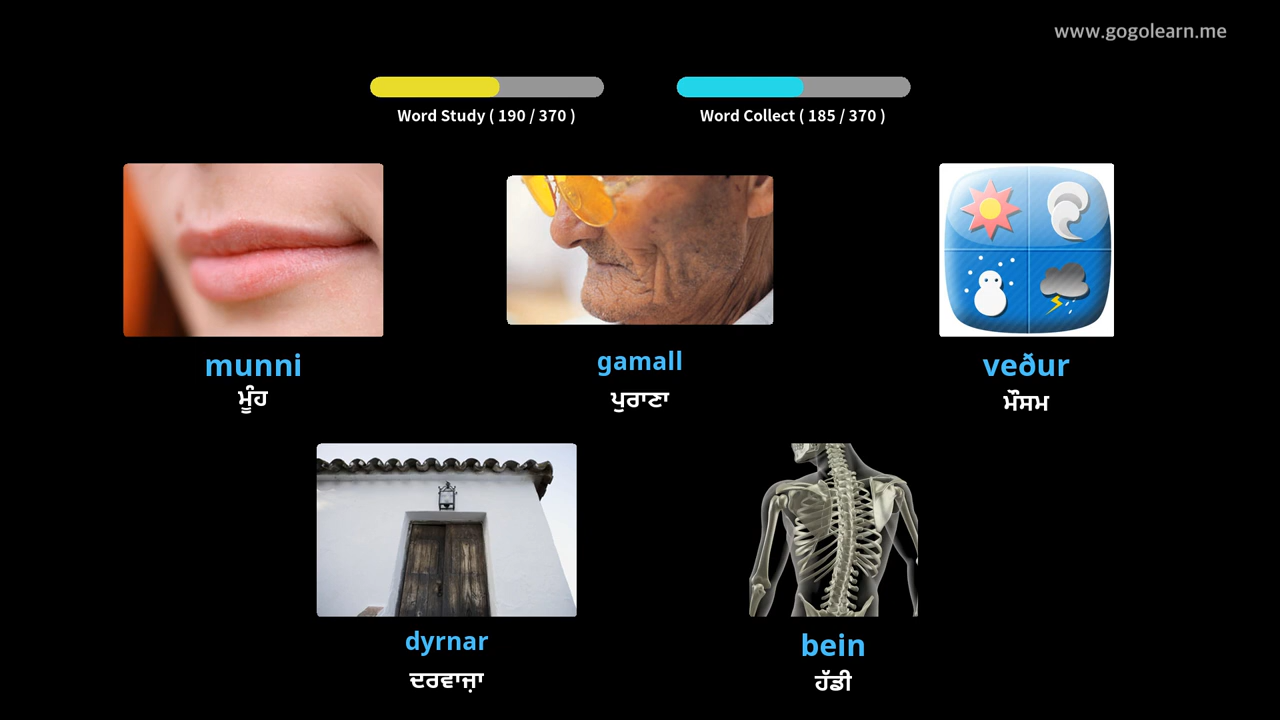 www.gogolearn.me
Word Study ( 190 / 370 )
Word Collect ( 185 / 370 )
munni
ਮੂੰਹ
gamall
ਪੁਰਾਣਾ
veður
ਮੌਸਮ
dyrnar
ਦਰਵਾਜ਼ਾ
bein
ਹੱਡੀ